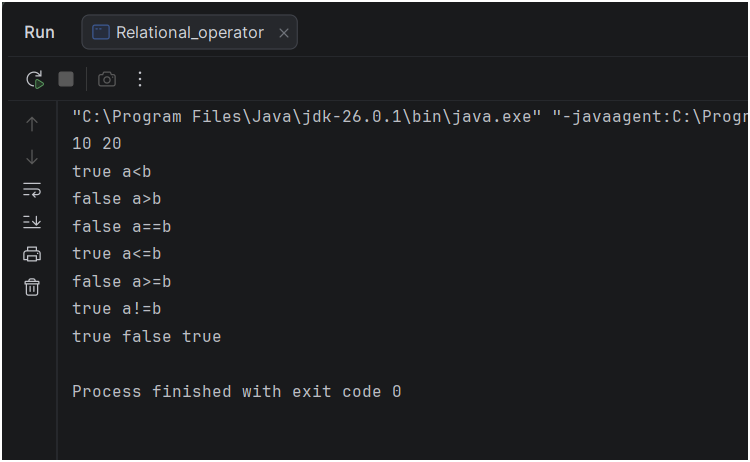 Run Relational_operator
"C:\Program Files\Java\jdk-26.0.1\bin\java.exe" "-javaagent:C:\Progr
10 20
true a<b
false a>b
false a==b
true a<=b
false a>=b
true a!=b
true false true
Process finished with exit code 0